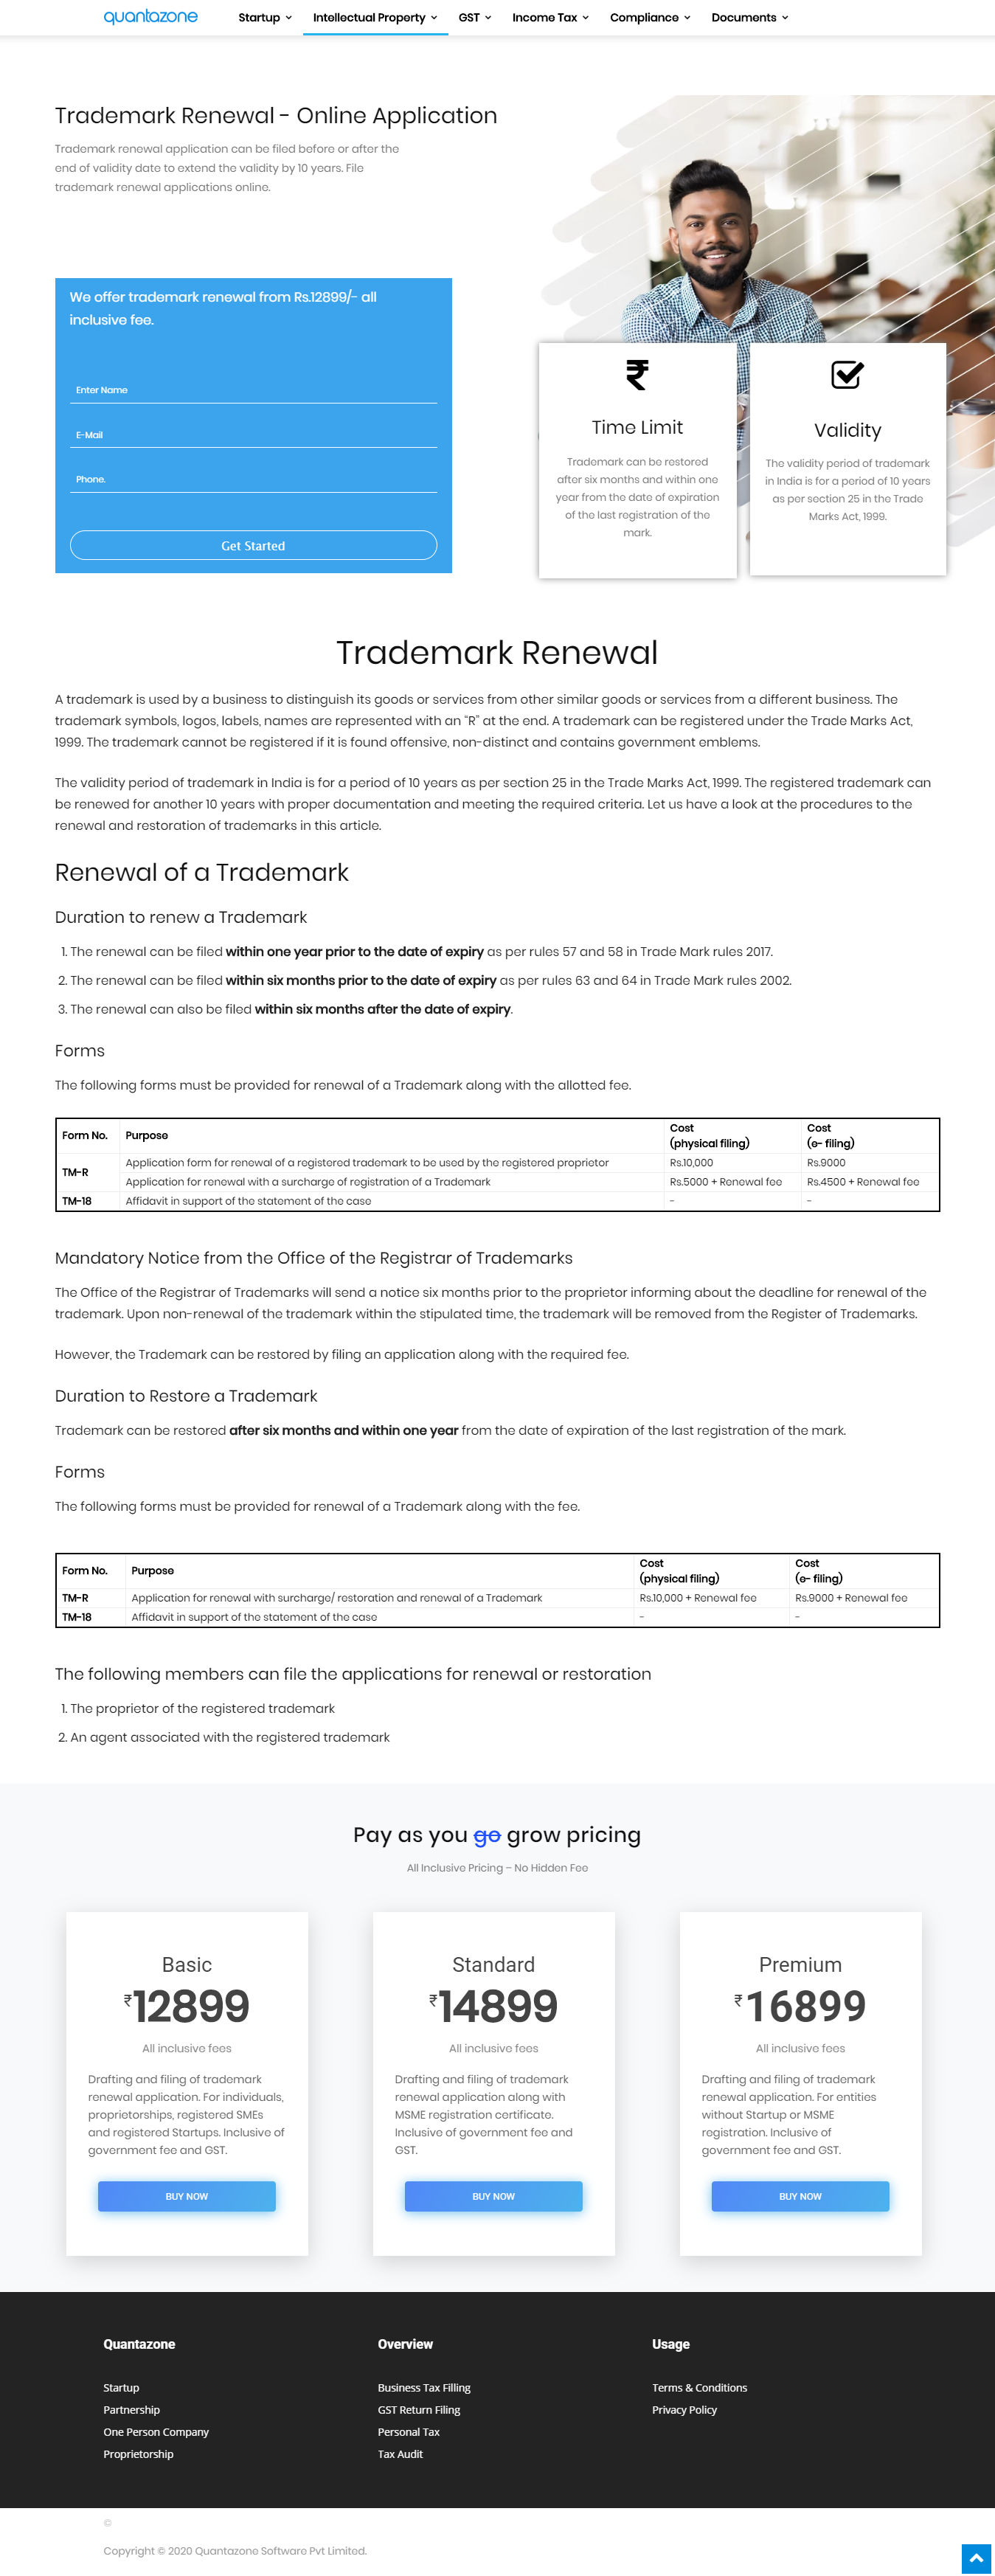 quantazone
Startup
Intellectual Property
GST
Income Tax
Compliance
Documents
Trademark Renewal - Online Application
Trademark renewal application can be filed before or after the
end of validity date to extend the validity by 10 years. File
trademark renewal applications online.
We offer trademark renewal from Rs.12899/- all
inclusive fee.
Enter Name
E-Mail
Phone.
Get Started
₹
Time Limit
Trademark can be restored
after six months and within one
year from the date of expiration
of the last registration of the
mark.
Validity
The validity period of trademark
in India is for a period of 10 years
as per section 25 in the Trade
Marks Act, 1999.
Trademark Renewal
A trademark is used by a business to distinguish its goods or services from other similar goods or services from a different business. The
trademark symbols, logos, labels, names are represented with an “R” at the end. A trademark can be registered under the Trade Marks Act,
1999. The trademark cannot be registered if it is found offensive, non-distinct and contains government emblems.
The validity period of trademark in India is for a period of 10 years as per section 25 in the Trade Marks Act, 1999. The registered trademark can
be renewed for another 10 years with proper documentation and meeting the required criteria. Let us have a look at the procedures to the
renewal and restoration of trademarks in this article.
Renewal of a Trademark
Duration to renew a Trademark
1. The renewal can be filed within one year prior to the date of expiry as per rules 57 and 58 in Trade Mark rules 2017.
2. The renewal can be filed within six months prior to the date of expiry as per rules 63 and 64 in Trade Mark rules 2002.
3. The renewal can also be filed within six months after the date of expiry.
Forms
The following forms must be provided for renewal of a Trademark along with the allotted fee.
Form No. Purpose Cost (physical filing) Cost (e- filing)
TM-R Application form for renewal of a registered trademark to be used by the registered proprietor Rs.10,000 Rs.9000
Application for renewal with a surcharge of registration of a Trademark Rs.5000 + Renewal fee Rs.4500 + Renewal fee
TM-18 Affidavit in support of the statement of the case - -
Mandatory Notice from the Office of the Registrar of Trademarks
The Office of the Registrar of Trademarks will send a notice six months prior to the proprietor informing about the deadline for renewal of the
trademark. Upon non-renewal of the trademark within the stipulated time, the trademark will be removed from the Register of Trademarks.
However, the Trademark can be restored by filing an application along with the required fee.
Duration to Restore a Trademark
Trademark can be restored after six months and within one year from the date of expiration of the last registration of the mark.
Forms
The following forms must be provided for renewal of a Trademark along with the fee.
Form No. Purpose Cost (physical filing) Cost (e- filing)
TM-R Application for renewal with surcharge/ restoration and renewal of a Trademark Rs.10,000 + Renewal fee Rs.9000 + Renewal fee
TM-18 Affidavit in support of the statement of the case - -
The following members can file the applications for renewal or restoration
1. The proprietor of the registered trademark
2. An agent associated with the registered trademark
Pay as you go grow pricing
All Inclusive Pricing – No Hidden Fee
Basic
₹12899
All inclusive fees
Drafting and filing of trademark
renewal application. For individuals,
proprietorships, registered SMEs
and registered Startups. Inclusive of
government fee and GST.
BUY NOW
Standard
₹14899
All inclusive fees
Drafting and filing of trademark
renewal application along with
MSME registration certificate.
Inclusive of government fee and
GST.
BUY NOW
Premium
₹16899
All inclusive fees
Drafting and filing of trademark
renewal application. For entities
without Startup or MSME
registration. Inclusive of
government fee and GST.
BUY NOW
Quantazone
Startup
Partnership
One Person Company
Proprietorship
Overview
Business Tax Filling
GST Return Filing
Personal Tax
Tax Audit
Usage
Terms & Conditions
Privacy Policy
©
Copyright © 2020 Quantazone Software Pvt Limited.